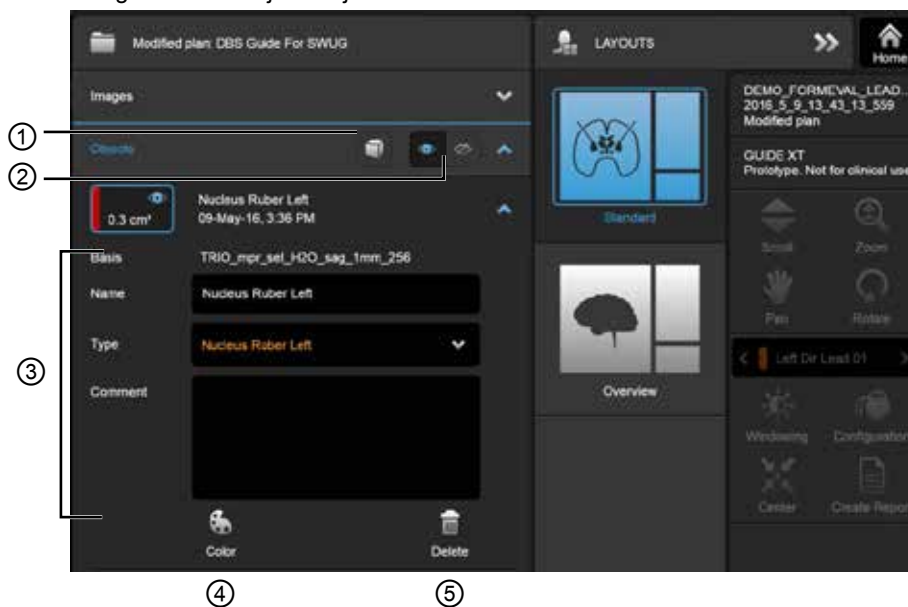 Modified plan: DBS Guide For SWUG
LAYOUTS
Home
Images
DEMO_FORMEVAL_LEAD...
2016_5_9_13_43_13_559
Modified plan
①
Objects
②
GUIDE XT
Prototype. Not for clinical use
0.3 cm³
Nucleus Ruber Left
09-May-16, 3:36 PM
Standard
Scroll
Zoom
Basis
TRIO_mpr_sel_H2O_sag_1mm_256
Name
Nucleus Ruber Left
Pan
Rotate
Type
Nucleus Ruber Left
Left Dir Lead 01
③
Comment
Overview
Windowing
Configuration
Center
Create Report
Color
Delete
④
⑤